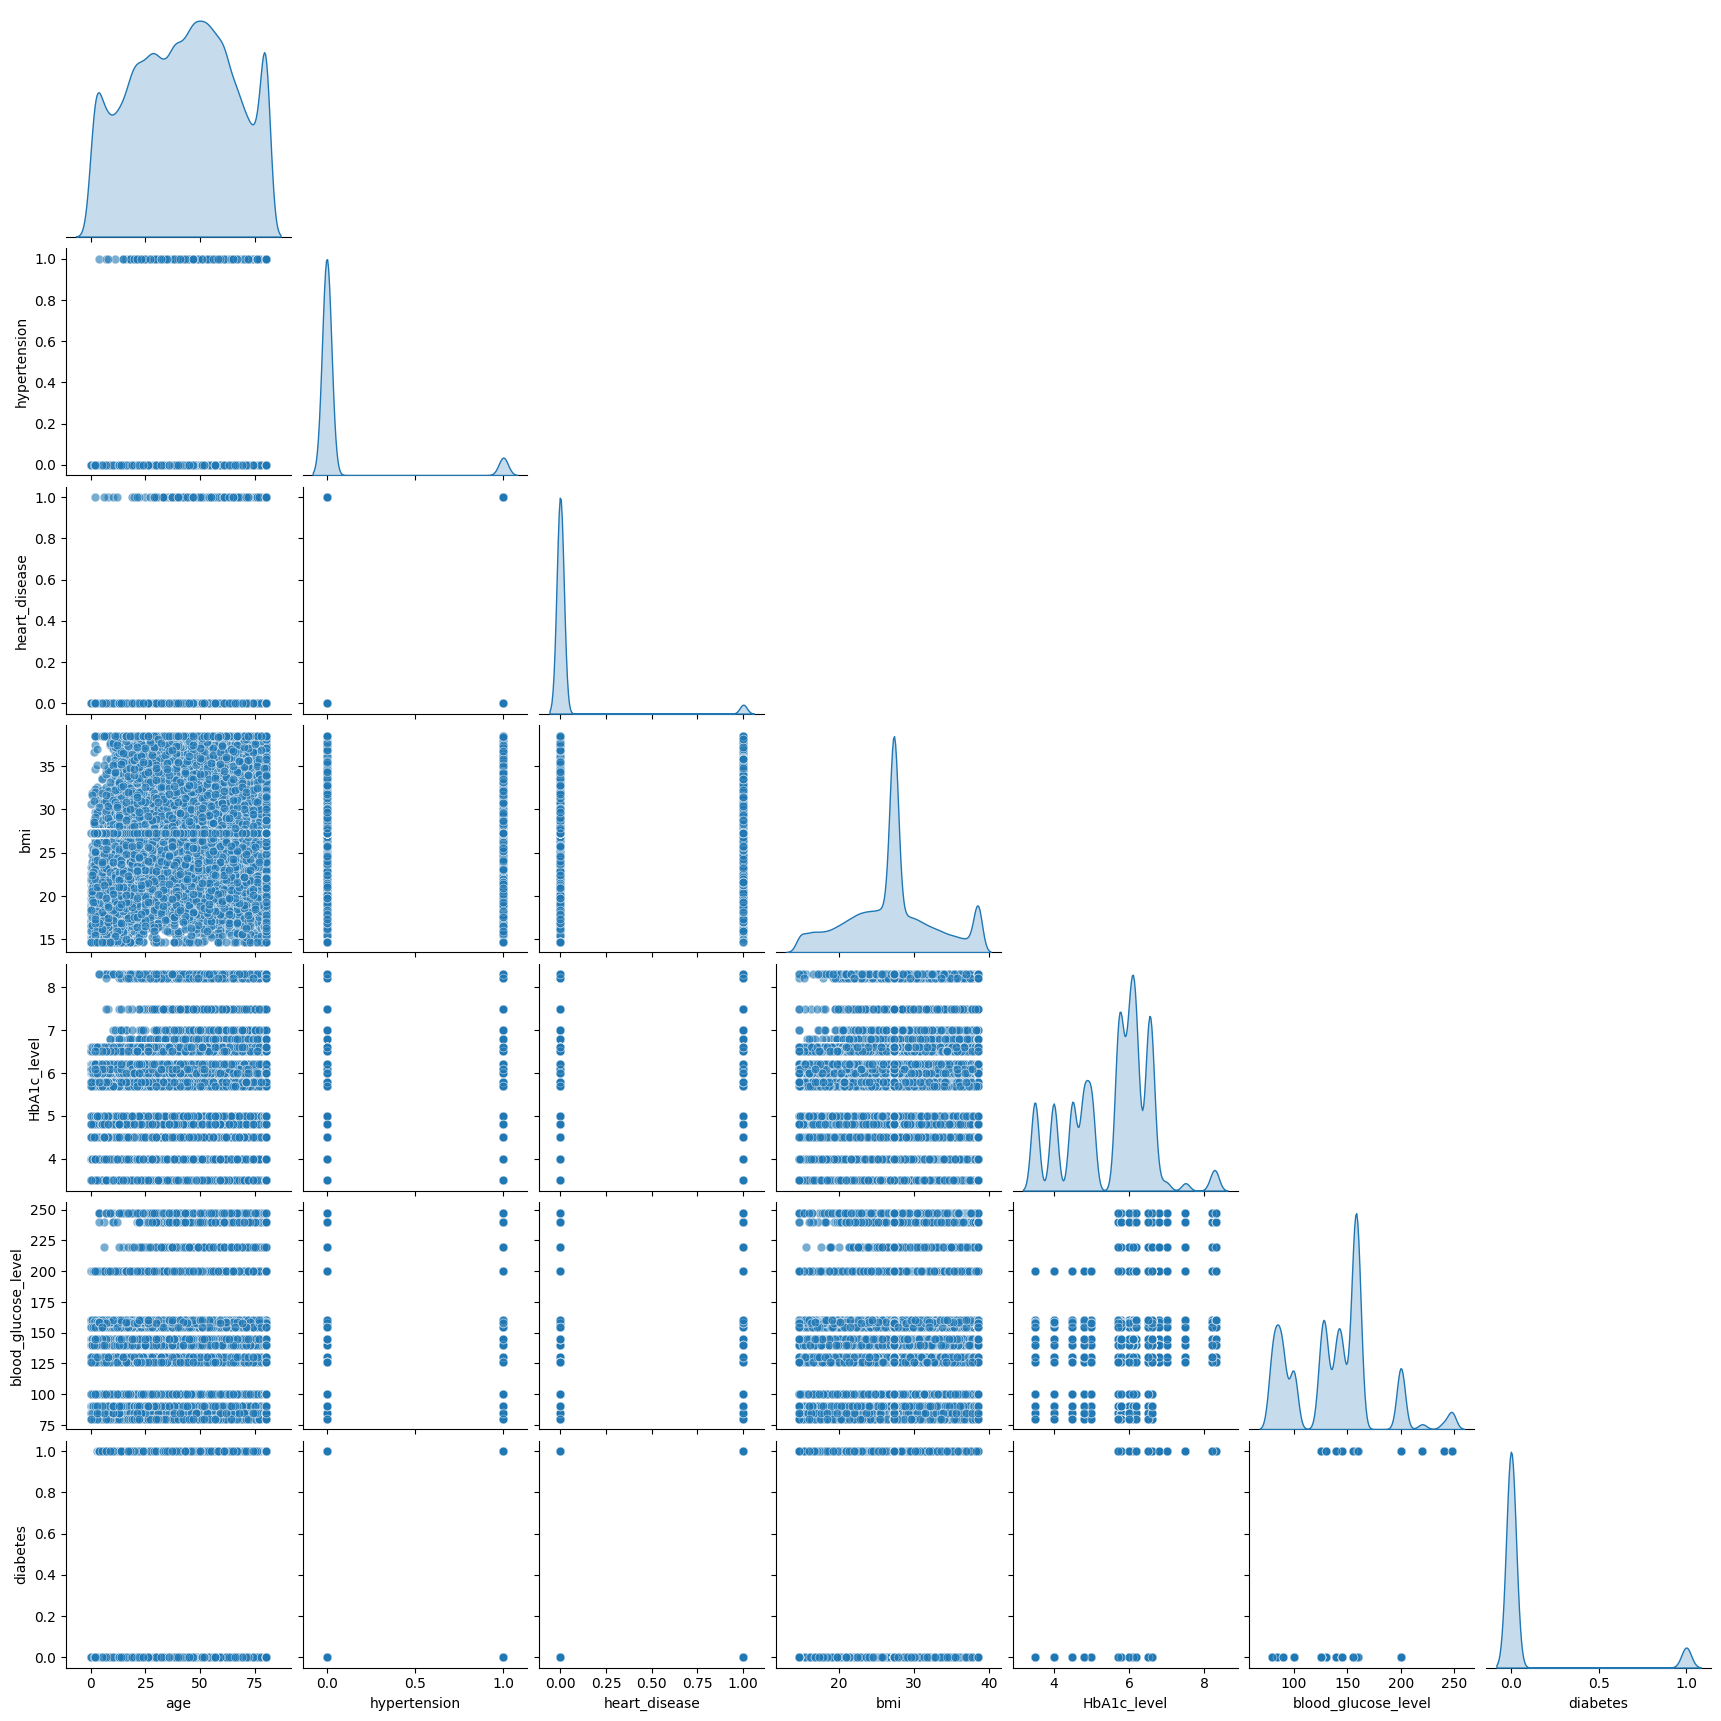 1.0
0.8
0.6
0.4
0.2
0.0
hypertension
1.0
0.8
0.6
0.4
0.2
0.0
heart_disease
35
30
25
20
15
bmi
8
7
6
5
4
HbA1c_level
250
225
200
175
150
125
100
75
blood_glucose_level
1.0
0.8
0.6
0.4
0.2
0.0
diabetes
0 25 50 75
age
0.0 0.5 1.0
hypertension
0.00 0.25 0.50 0.75 1.00
heart_disease
20 30 40
bmi
4 6 8
HbA1c_level
100 150 200 250
blood_glucose_level
0.0 0.5 1.0
diabetes